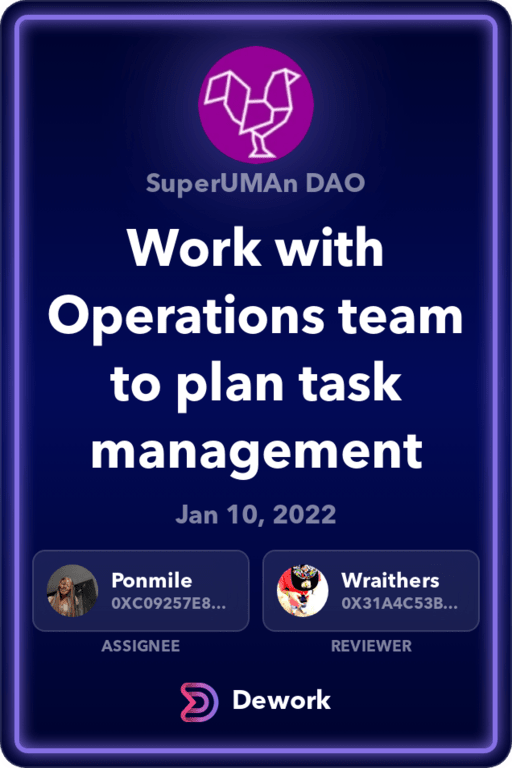 SuperUMAn DAO
Work with
Operations team
to plan task
management
Jan 10, 2022
Ponmile
0XC09257E8...
ASSIGNEE
Wraithers
0X31A4C53B...
REVIEWER
Dework